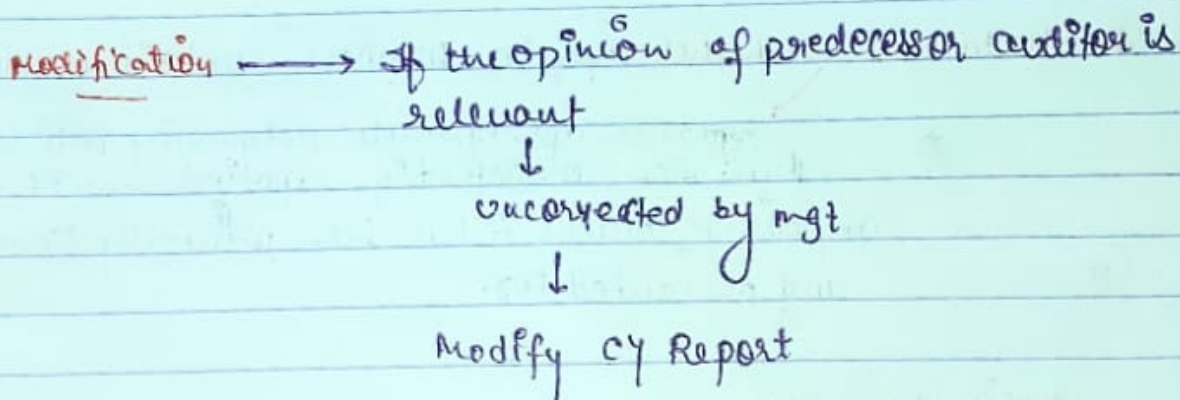 Modification → If the opinion of predecessor auditor is
relevant
↓
uncorrected by mgt
↓
Modify CY Report